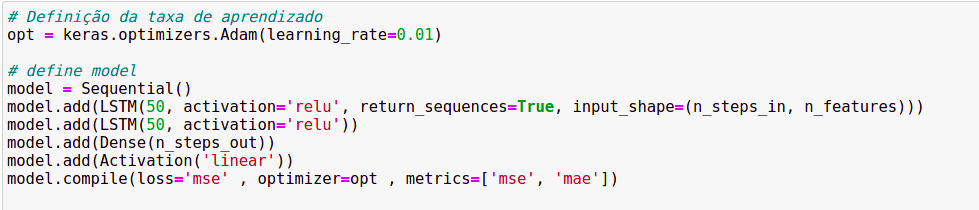 # Definição da taxa de aprendizado
opt = keras.optimizers.Adam(learning_rate=0.01)
# define model
model = Sequential()
model.add(LSTM(50, activation='relu', return_sequences=True, input_shape=(n_steps_in, n_features)))
model.add(LSTM(50, activation='relu'))
model.add(Dense(n_steps_out))
model.add(Activation('linear'))
model.compile(loss='mse' , optimizer=opt , metrics=['mse', 'mae'])